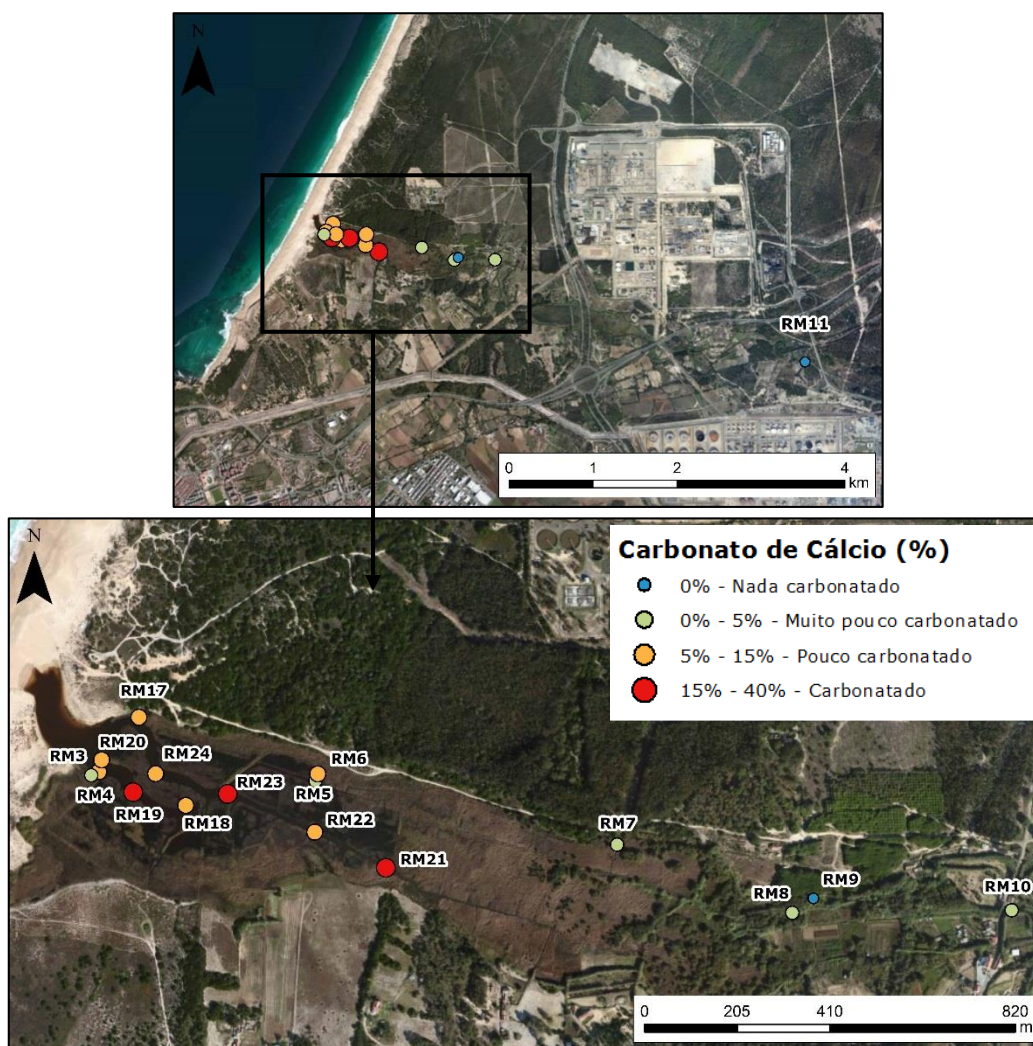 N
RM11
0 1 2 4
km
N
Carbonato de Cálcio (%)
0% - Nada carbonatado
0% - 5% - Muito pouco carbonatado
5% - 15% - Pouco carbonatado
15% - 40% - Carbonatado
RM17
RM20
RM3
RM24
RM6
RM4
RM23
RM5
RM19
RM18
RM22
RM21
RM7
RM9
RM8
RM10
0 205 410 820
m